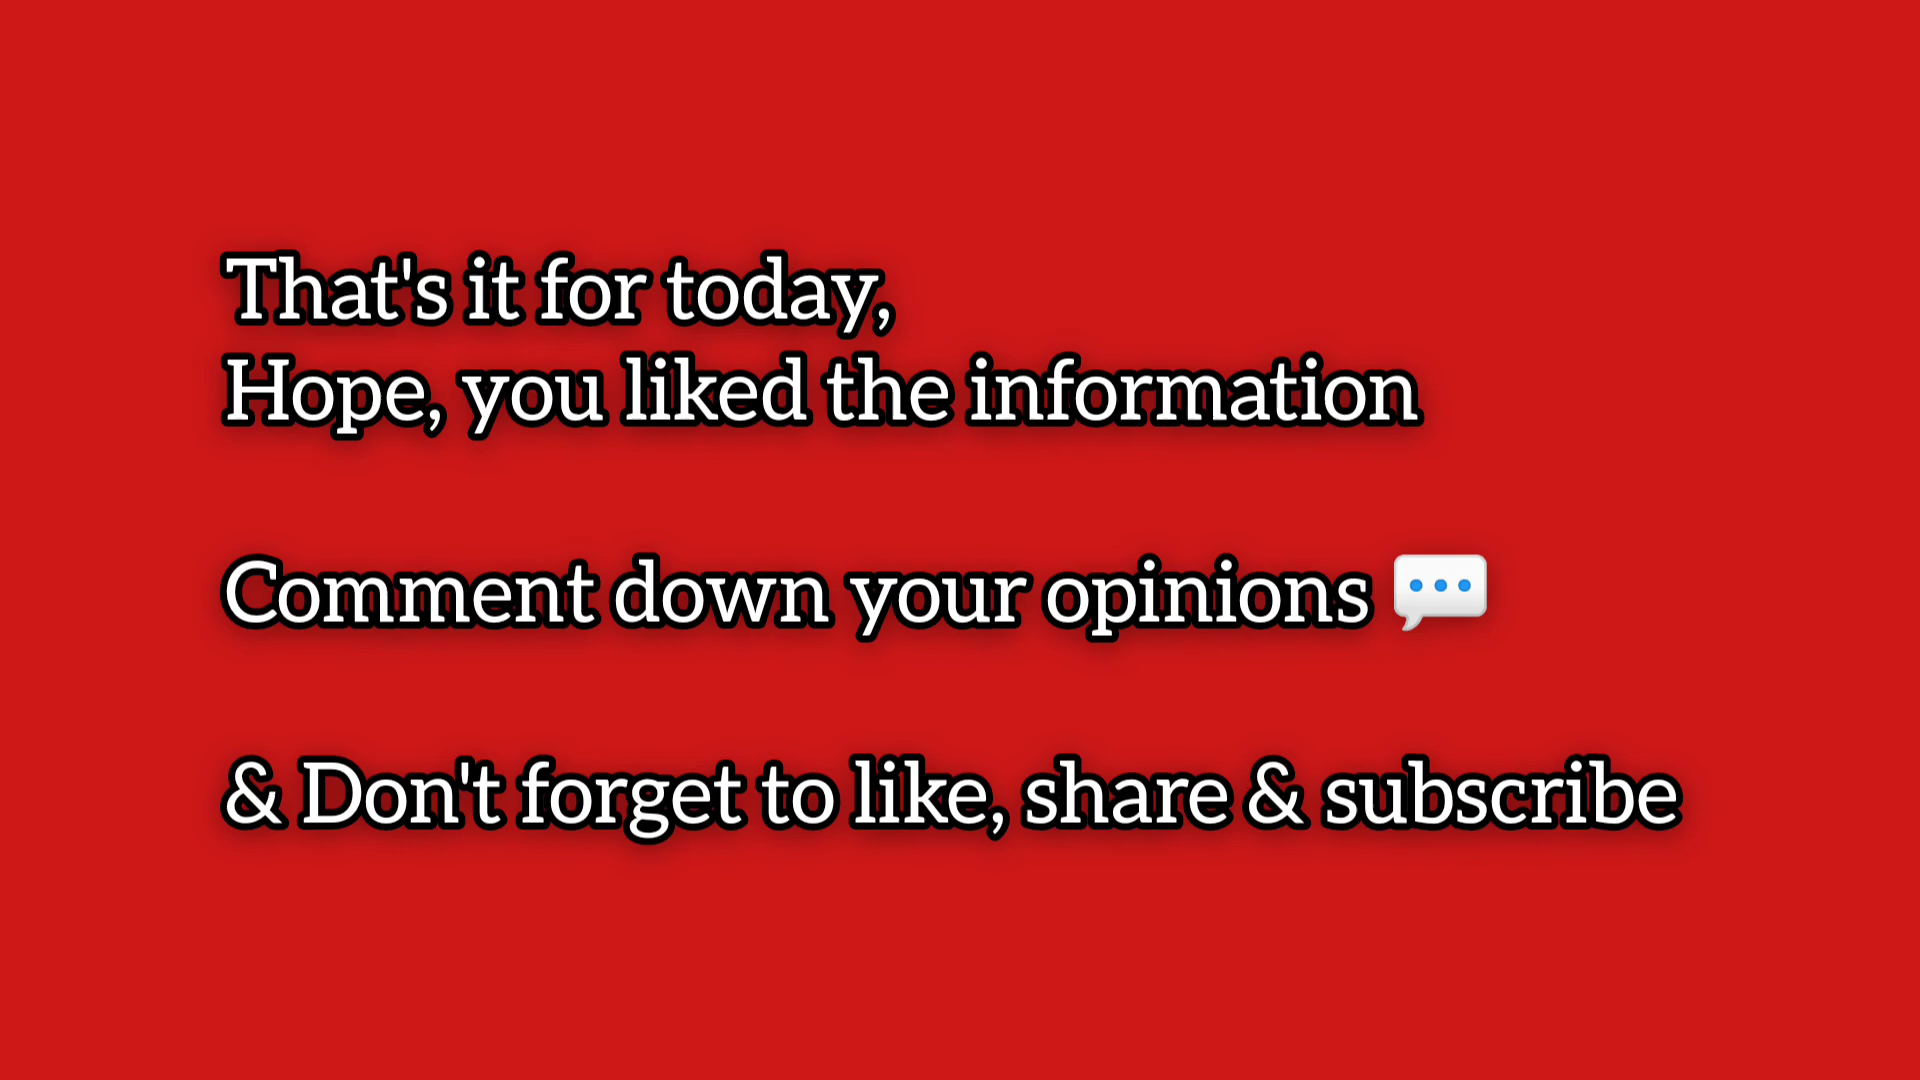 That's it for today,
Hope, you liked the information
Comment down your opinions 💬
& Don't forget to like, share & subscribe